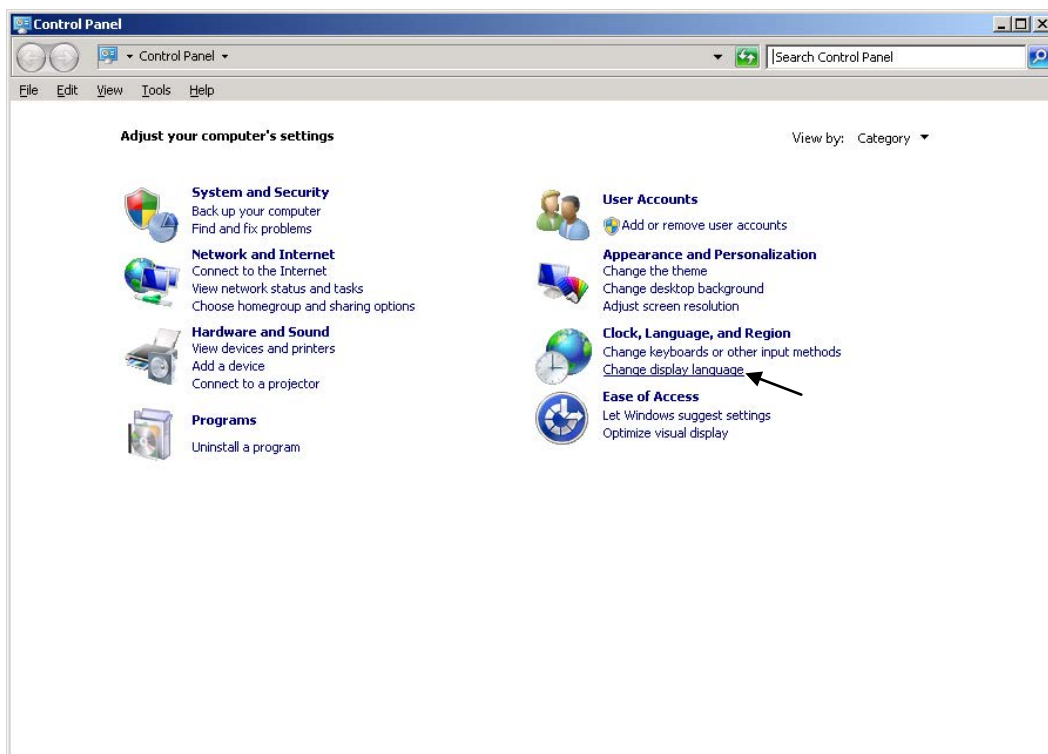 Control Panel
Control Panel
Search Control Panel
File Edit View Tools Help
Adjust your computer's settings
View by: Category
System and Security
Back up your computer
Find and fix problems
Network and Internet
Connect to the Internet
View network status and tasks
Choose homegroup and sharing options
Hardware and Sound
View devices and printers
Add a device
Connect to a projector
Programs
Uninstall a program
User Accounts
Add or remove user accounts
Appearance and Personalization
Change the theme
Change desktop background
Adjust screen resolution
Clock, Language, and Region
Change keyboards or other input methods
Change display language
Ease of Access
Let Windows suggest settings
Optimize visual display